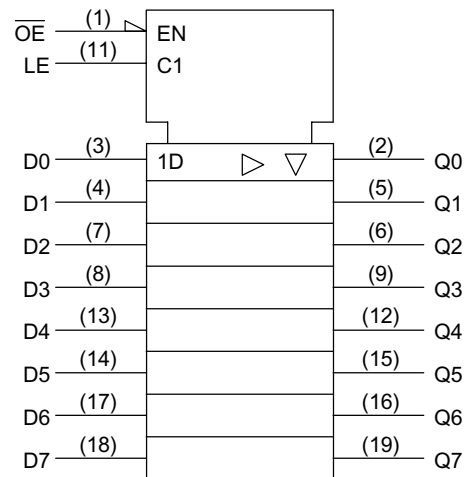 O̅E̅ (1) EN
LE (11) C1
D0 (3) 1D (2) Q0
D1 (4) (5) Q1
D2 (7) (6) Q2
D3 (8) (9) Q3
D4 (13) (12) Q4
D5 (14) (15) Q5
D6 (17) (16) Q6
D7 (18) (19) Q7